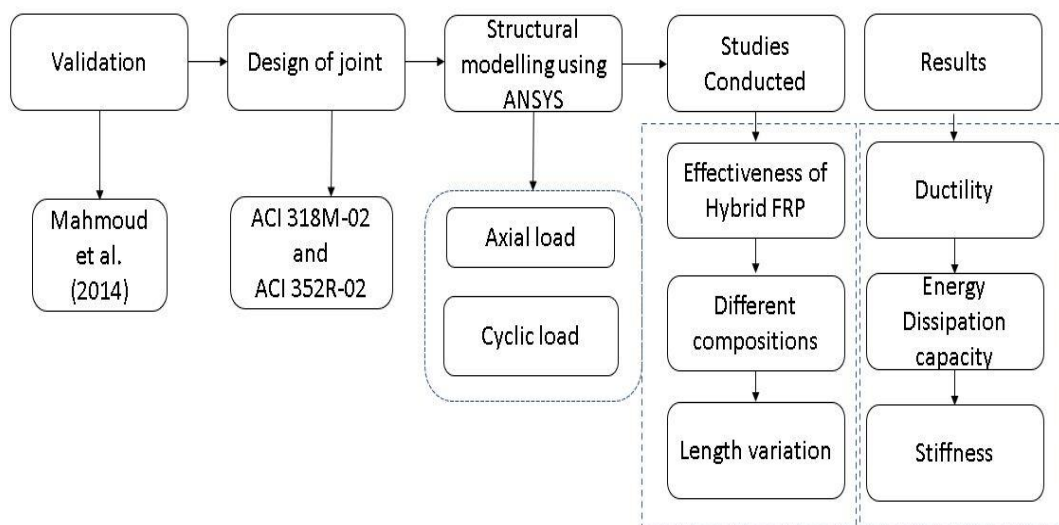 Validation
Design of joint
Structural
modelling using
ANSYS
Studies
Conducted
Results
Mahmoud
et al.
(2014)
ACI 318M-02
and
ACI 352R-02
Axial load
Cyclic load
Effectiveness of
Hybrid FRP
Different
compositions
Length variation
Ductility
Energy
Dissipation
capacity
Stiffness